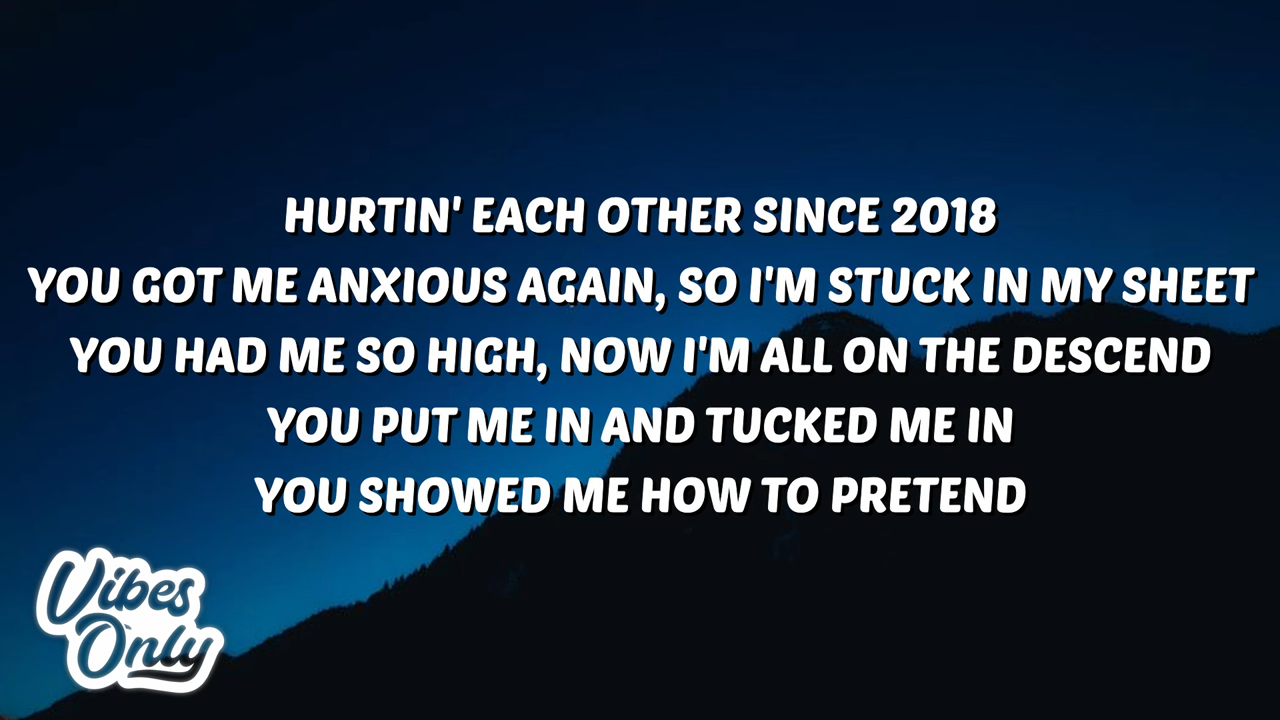 HURTIN' EACH OTHER SINCE 2018
YOU GOT ME ANXIOUS AGAIN, SO I'M STUCK IN MY SHEET
YOU HAD ME SO HIGH, NOW I'M ALL ON THE DESCEND
YOU PUT ME IN AND TUCKED ME IN
YOU SHOWED ME HOW TO PRETEND
Vibes
Only